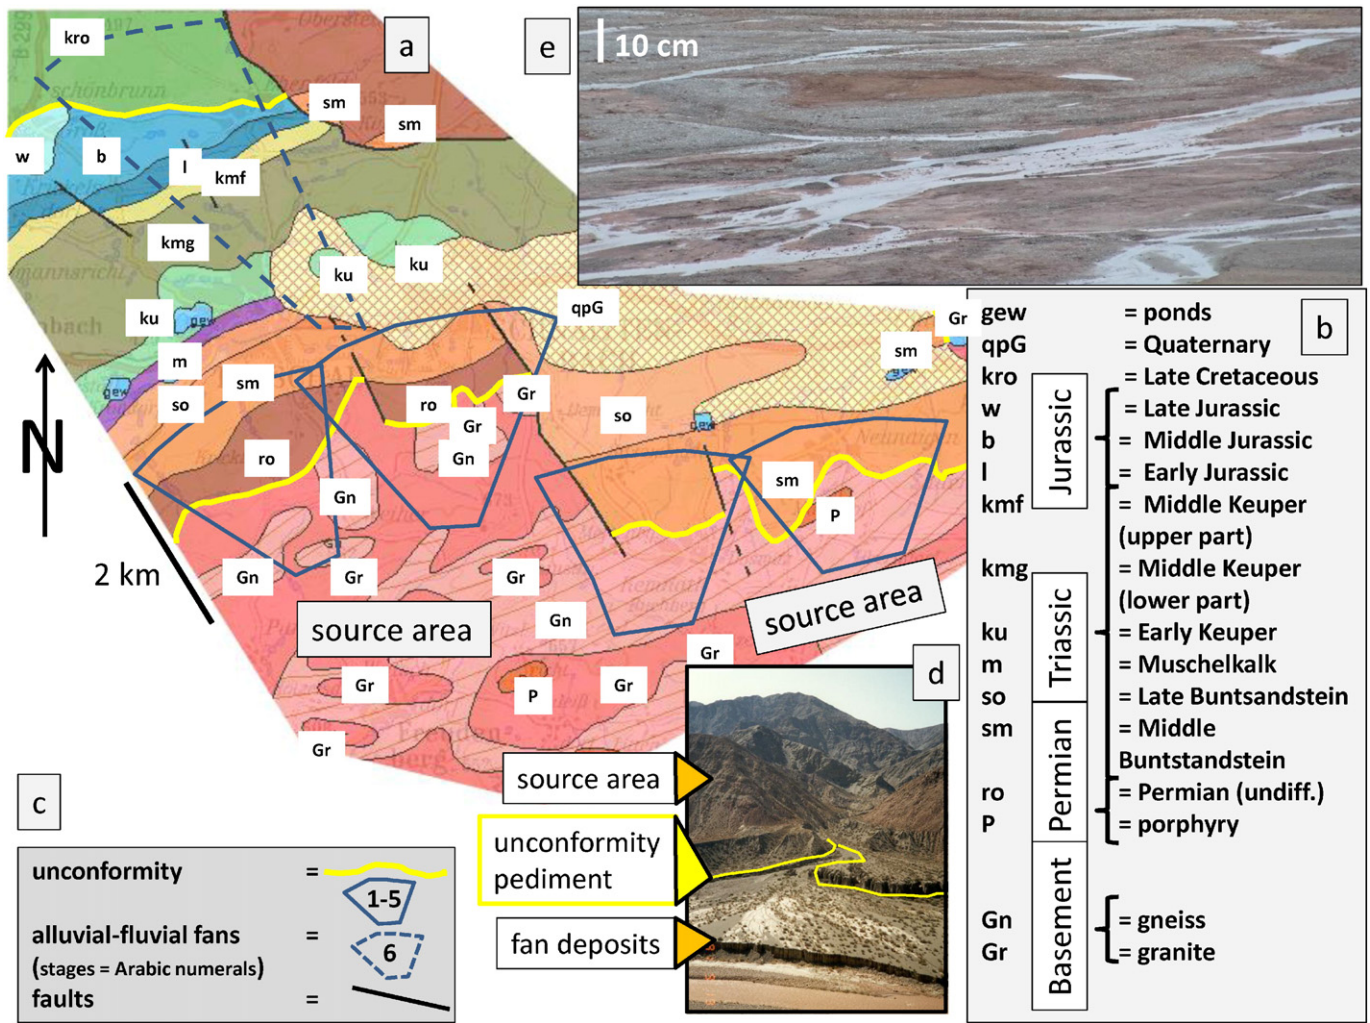 kro
a
e
10 cm
sm
sm
w
b
l
kmf
kmg
ku
ku
qpG
ku
gew
m
gew
sm
so
ro
ro
Gr
Gr
Gn
so
gew
sm
Gr
sm
P
Gn
Gn
Gr
Gr
Gn
Gr
Gr
P
Gr
Gr
N
2 km
source area
source area
b
gew = ponds
qpG = Quaternary
kro = Late Cretaceous
w = Late Jurassic
b = Middle Jurassic
l = Early Jurassic
kmf = Middle Keuper
(upper part)
kmg = Middle Keuper
(lower part)
ku = Early Keuper
m = Muschelkalk
so = Late Buntsandstein
sm = Middle
Buntstandstein
ro = Permian (undiff.)
P = porphyry
Gn = gneiss
Gr = granite
Jurassic
Triassic
Permian
Basement
c
unconformity =
1-5
alluvial-fluvial fans =
6
(stages = Arabic numerals)
faults =
d
source area
unconformity
pediment
fan deposits